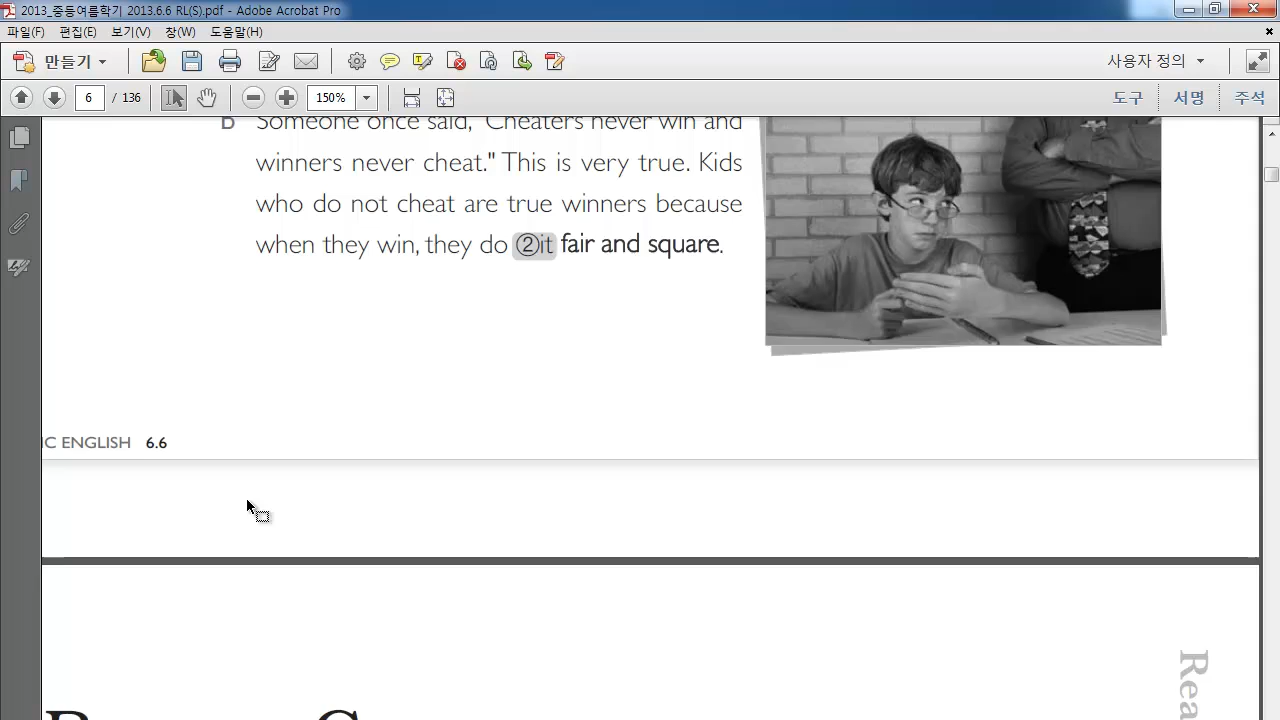 2013_중등여름학기 2013.6.6 RL(S).pdf - Adobe Acrobat Pro
파일(F) 편집(E) 보기(V) 창(W) 도움말(H)
만들기 사용자 정의
6 / 136 150% 도구 서명 주석
Someone once said, "Cheaters never win and
winners never cheat." This is very true. Kids
who do not cheat are true winners because
when they win, they do ②it fair and square.
IC ENGLISH 6.6
Rea